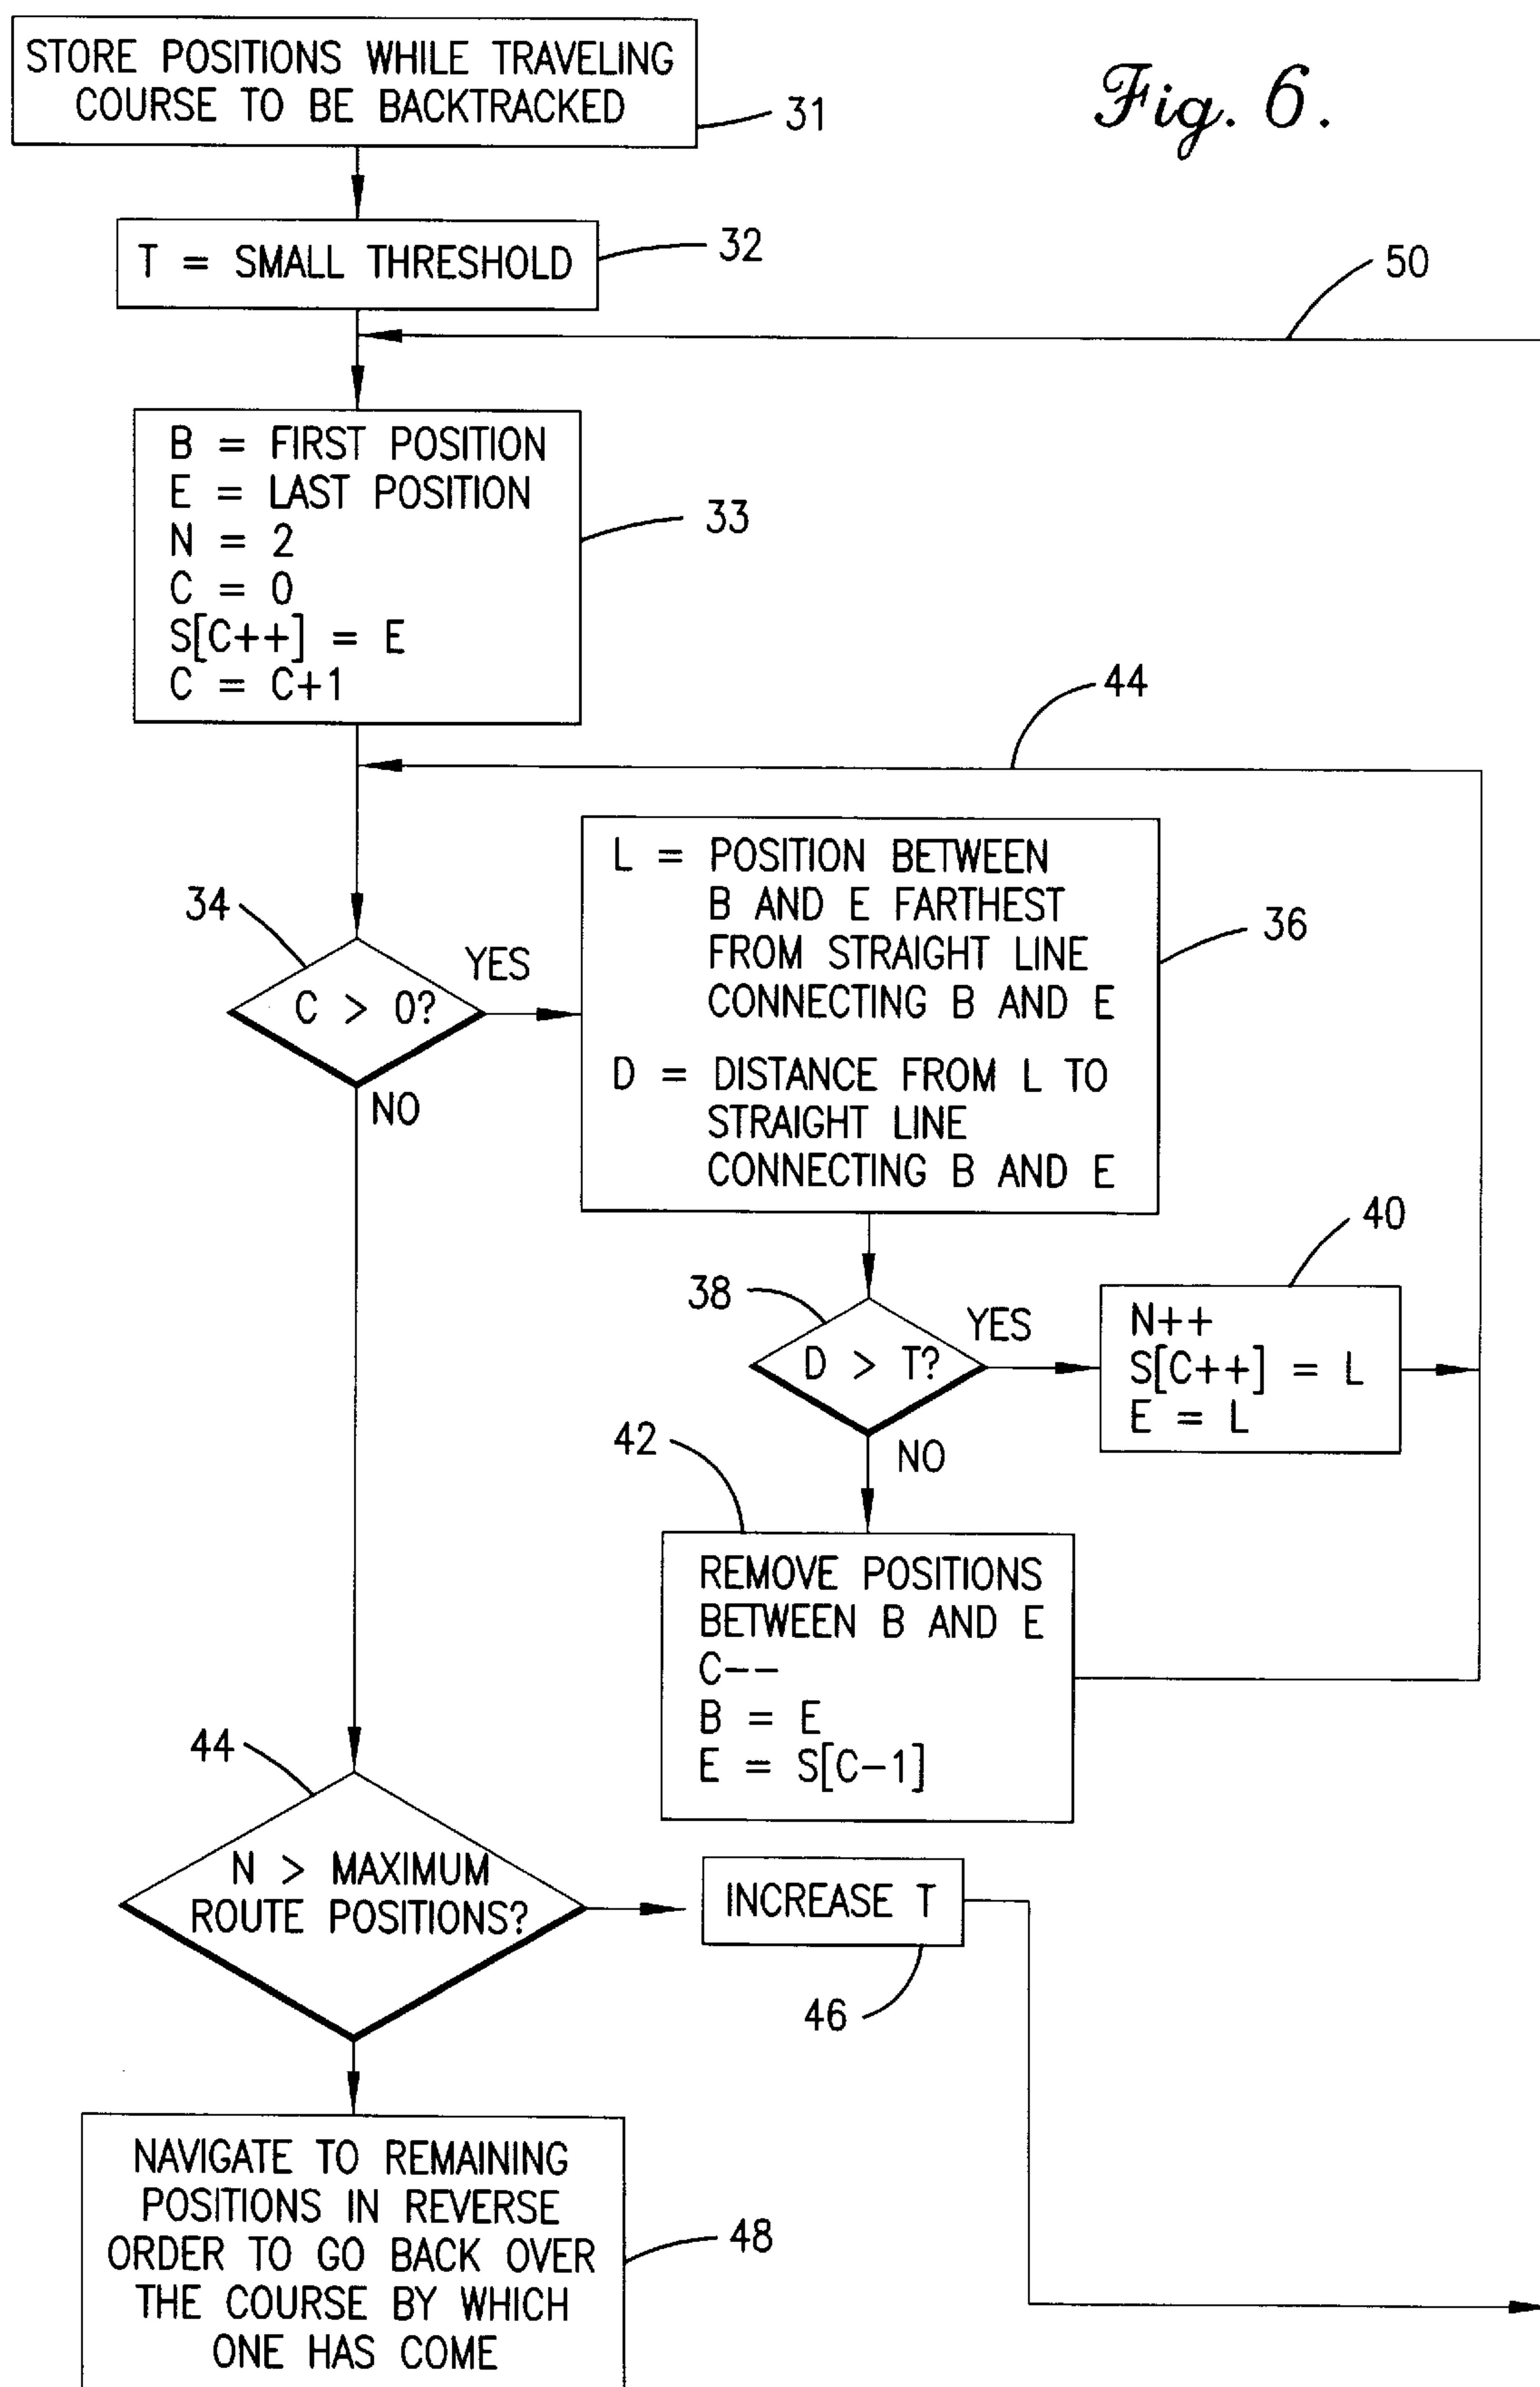 Fig. 6.
STORE POSITIONS WHILE TRAVELING
COURSE TO BE BACKTRACKED
31
T = SMALL THRESHOLD
32
50
B = FIRST POSITION
E = LAST POSITION
N = 2
C = 0
S[C++] = E
C = C+1
33
44
34
C > 0?
YES
NO
L = POSITION BETWEEN
B AND E FARTHEST
FROM STRAIGHT LINE
CONNECTING B AND E
D = DISTANCE FROM L TO
STRAIGHT LINE
CONNECTING B AND E
36
38
D > T?
YES
NO
40
N++
S[C++] = L
E = L
42
REMOVE POSITIONS
BETWEEN B AND E
C--
B = E
E = S[C-1]
44
N > MAXIMUM
ROUTE POSITIONS?
INCREASE T
46
NAVIGATE TO REMAINING
POSITIONS IN REVERSE
ORDER TO GO BACK OVER
THE COURSE BY WHICH
ONE HAS COME
48